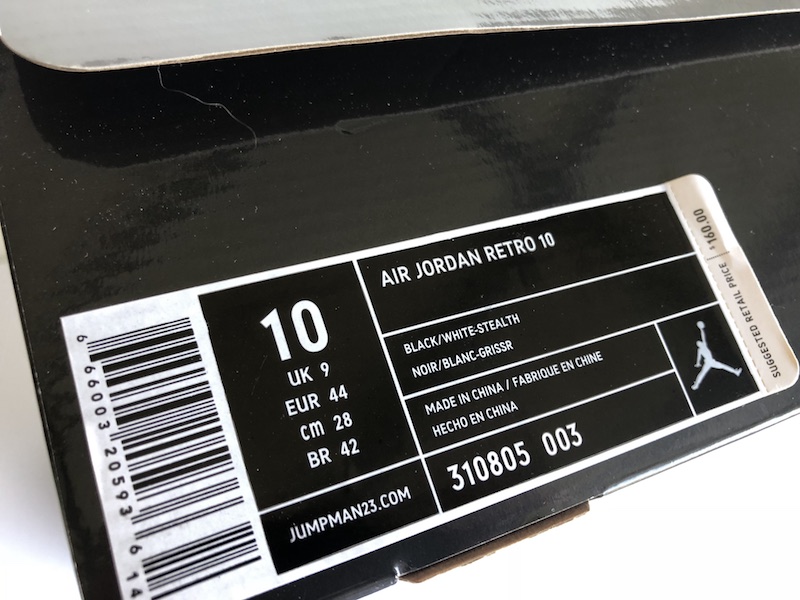 AIR JORDAN RETRO 10
10
UK 9
EUR 44
cm 28
BR 42
BLACK/WHITE-STEALTH
NOIR/BLANC-GRISSR
MADE IN CHINA / FABRIQUE EN CHINE
HECHO EN CHINA
310805 003
JUMPMAN23.COM
SUGGESTED RETAIL PRICE $160.00
6 66003 20593 6 14